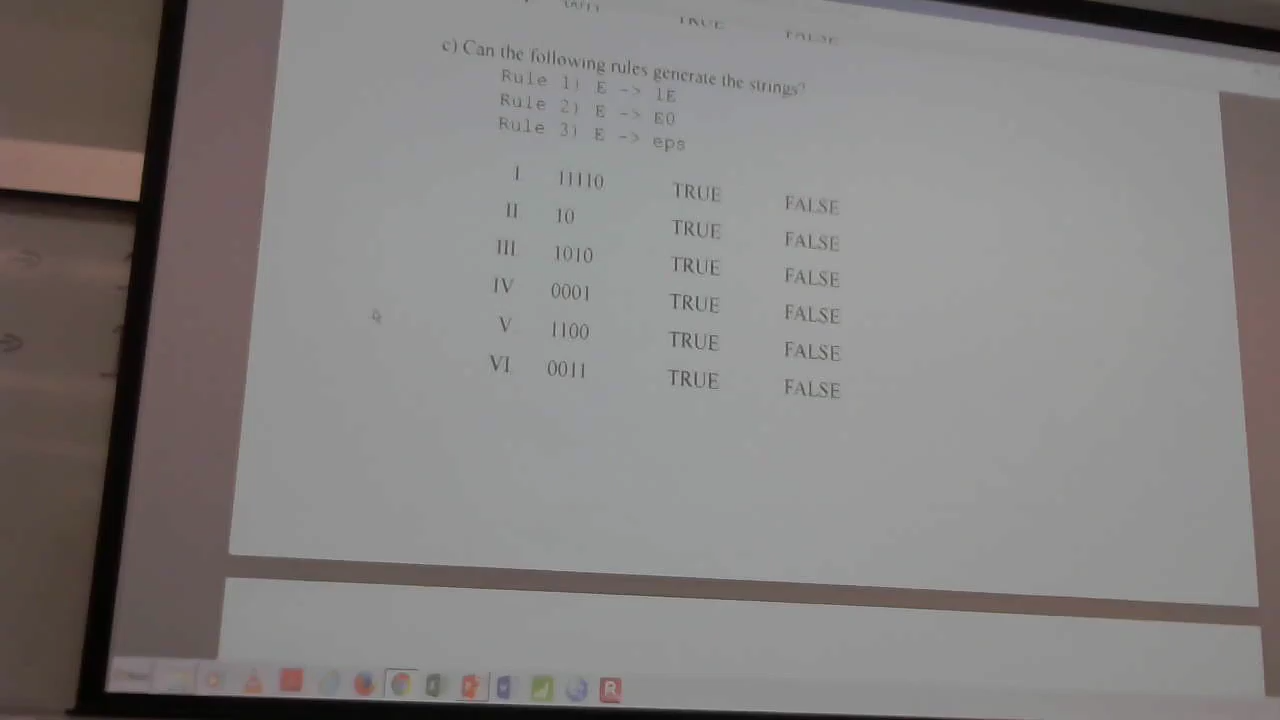 TRUE FALSE
c) Can the following rules generate the strings?
Rule 1) E -> 1E
Rule 2) E -> E0
Rule 3) E -> eps
I 11110 TRUE FALSE
II 10 TRUE FALSE
III 1010 TRUE FALSE
IV 0001 TRUE FALSE
V 1100 TRUE FALSE
VI 0011 TRUE FALSE
R